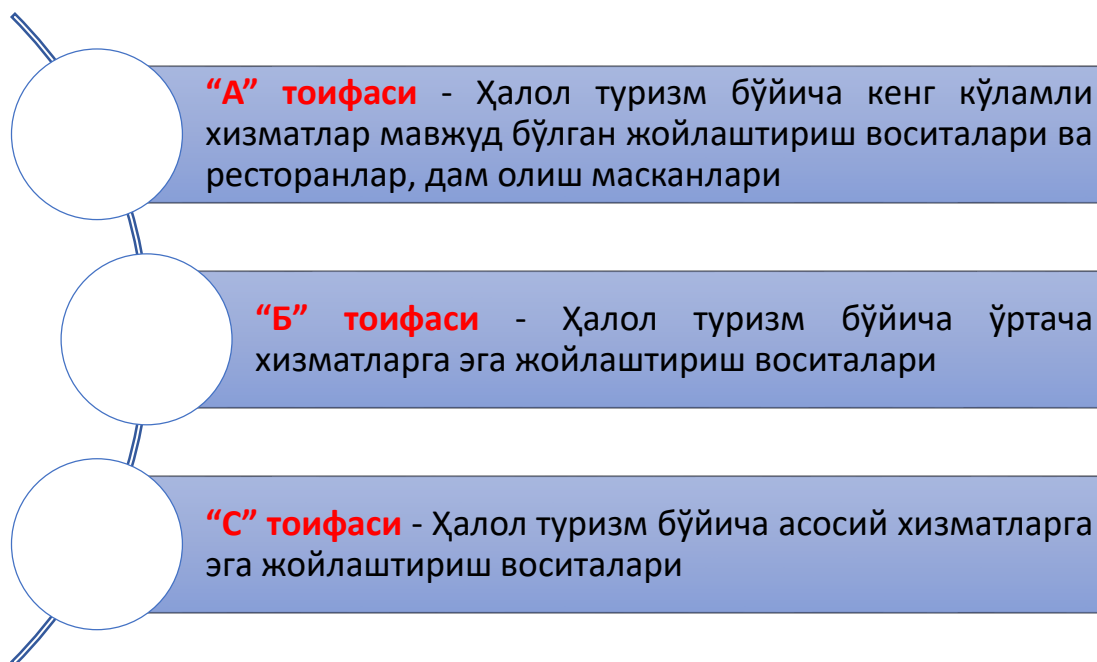 “А” тоифаси - Ҳалол туризм бўйича кенг кўламли
хизматлар мавжуд бўлган жойлаштириш воситалари ва
ресторанлар, дам олиш масканлари
“Б” тоифаси - Ҳалол туризм бўйича ўртача
хизматларга эга жойлаштириш воситалари
“С” тоифаси - Ҳалол туризм бўйича асосий хизматларга
эга жойлаштириш воситалари